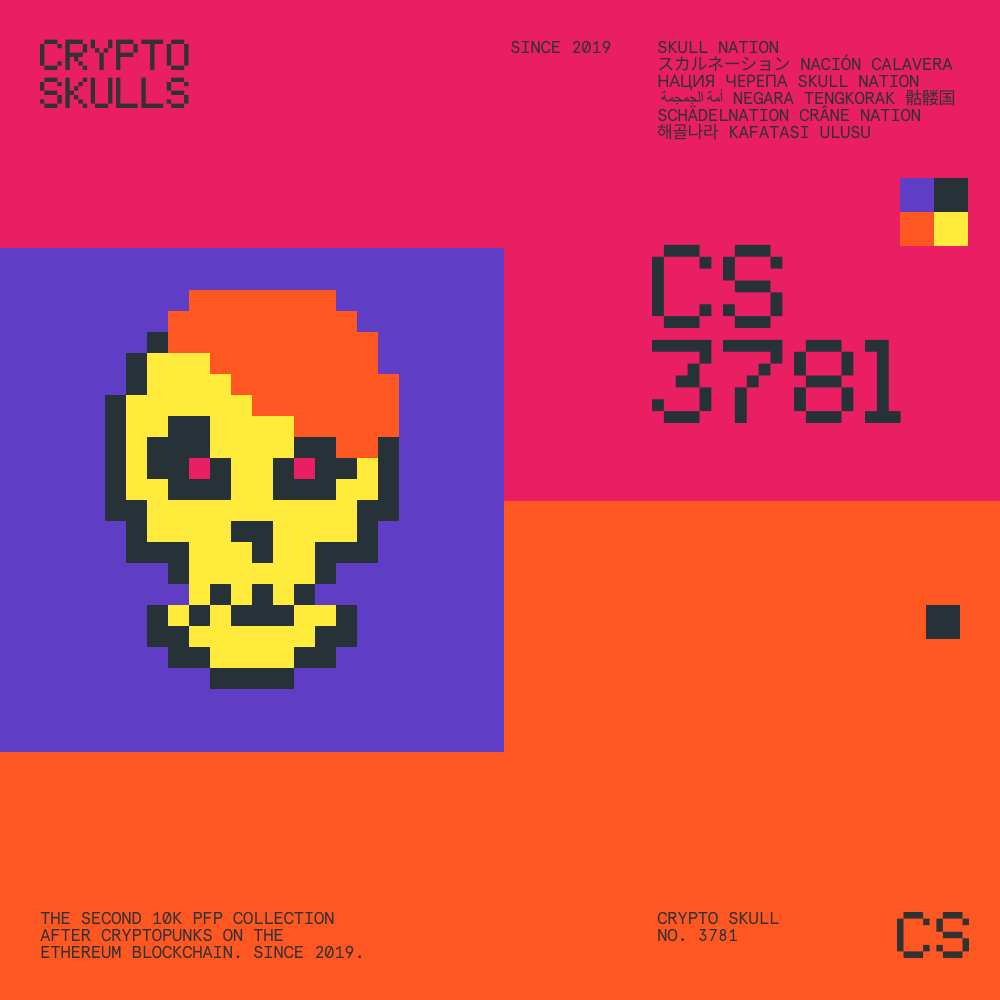 CRYPTO
SKULLS
SINCE 2019
SKULL NATION
スカルネーション NACIÓN CALAVERA
НАЦИЯ ЧЕРЕПА SKULL NATION
أمة الجمجمة NEGARA TENGKORAK 骷髅国
SCHÄDELNATION CRÂNE NATION
해골나라 KAFATASI ULUSU
CS
3781
THE SECOND 10K PFP COLLECTION
AFTER CRYPTOPUNKS ON THE
ETHEREUM BLOCKCHAIN. SINCE 2019.
CRYPTO SKULL
NO. 3781
CS